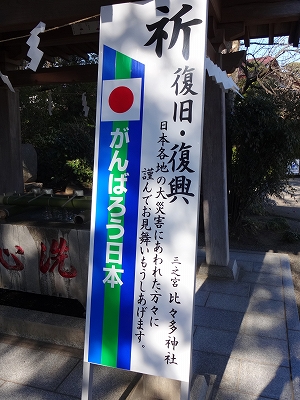 祈
復旧・復興
日本各地の大災害にあわれた方々に
謹んでお見舞いもうしあげます。
三之宮 比々多神社
がんばろう日本
洗心